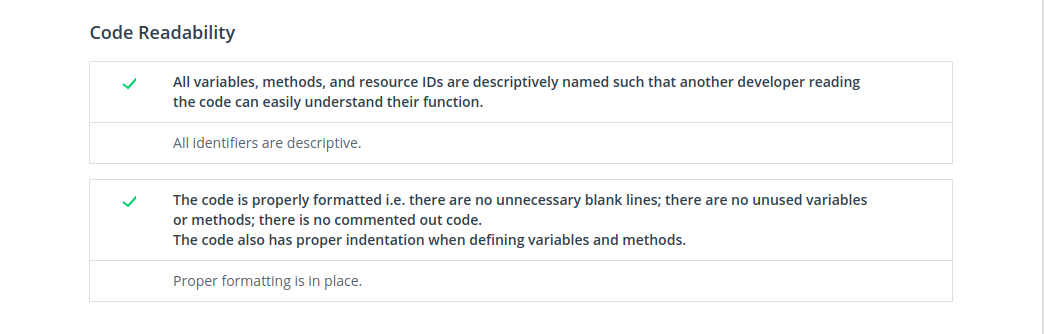 Code Readability
All variables, methods, and resource IDs are descriptively named such that another developer reading
the code can easily understand their function.
All identifiers are descriptive.
The code is properly formatted i.e. there are no unnecessary blank lines; there are no unused variables
or methods; there is no commented out code.
The code also has proper indentation when defining variables and methods.
Proper formatting is in place.